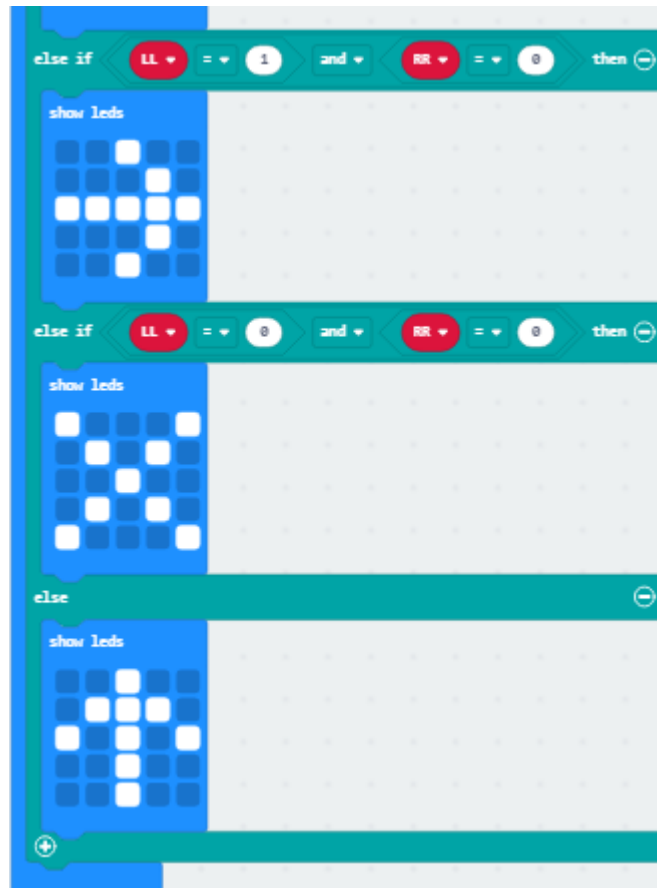 else if LL = 1 and RR = 0 then
show leds
else if LL = 0 and RR = 0 then
show leds
else
show leds